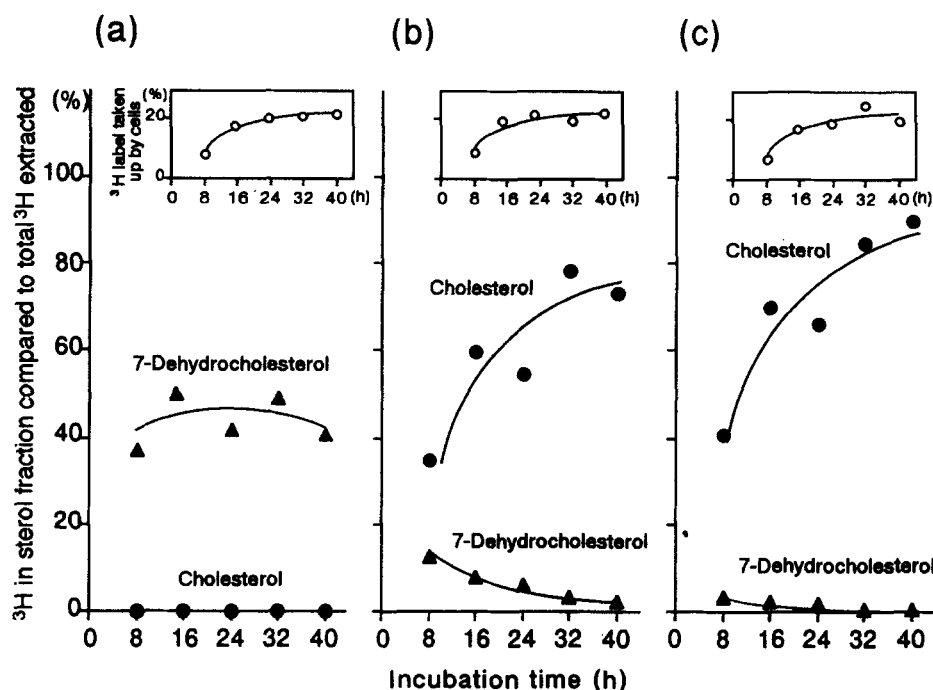 (a)
(b)
(c)
³H in sterol fraction compared to total ³H extracted
(%)
100
80
60
40
20
0
³H label taken
up by cells
(%)
20
0
0 8 16 24 32 40 (h)
7-Dehydrocholesterol
Cholesterol
0 8 16 24 32 40
0 8 16 24 32 40 (h)
Cholesterol
7-Dehydrocholesterol
0 8 16 24 32 40
0 8 16 24 32 40 (h)
Cholesterol
7-Dehydrocholesterol
0 8 16 24 32 40
Incubation time (h)